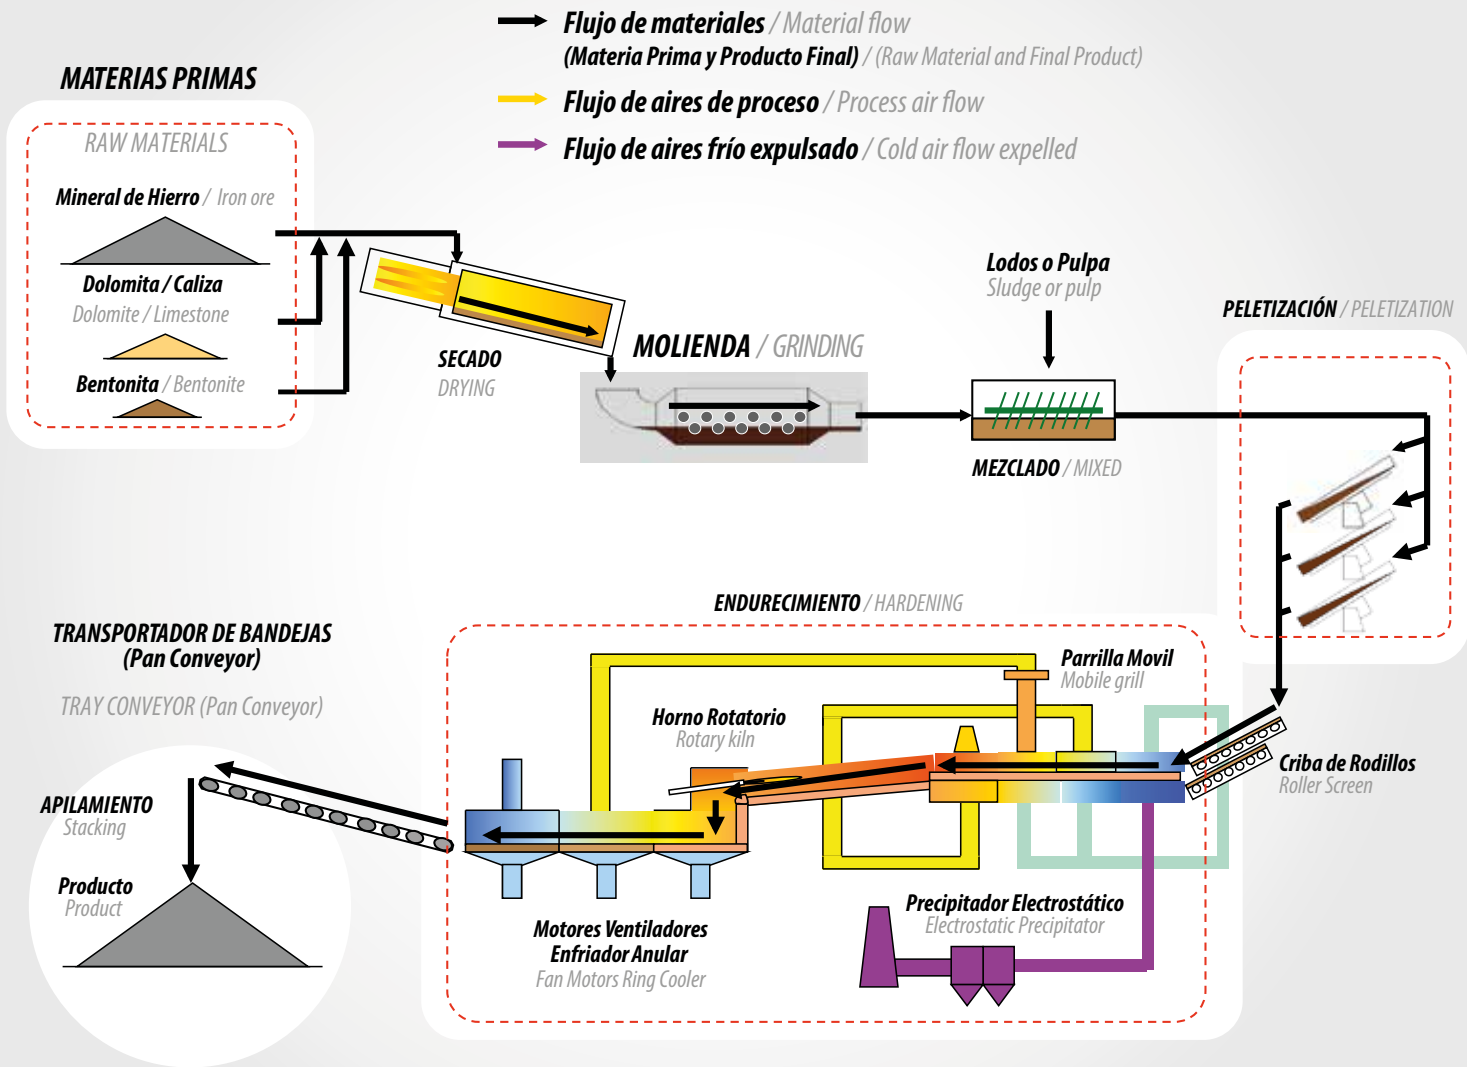 Flujo de materiales / Material flow
(Materia Prima y Producto Final) / (Raw Material and Final Product)
Flujo de aires de proceso / Process air flow
Flujo de aires frío expulsado / Cold air flow expelled
MATERIAS PRIMAS
RAW MATERIALS
Mineral de Hierro / Iron ore
Dolomita / Caliza
Dolomite / Limestone
Bentonita / Bentonite
SECADO
DRYING
MOLIENDA / GRINDING
Lodos o Pulpa
Sludge or pulp
MEZCLADO / MIXED
PELETIZACIÓN / PELETIZATION
ENDURECIMIENTO / HARDENING
Parrilla Movil
Mobile grill
Horno Rotatorio
Rotary kiln
Criba de Rodillos
Roller Screen
Precipitador Electrostático
Electrostatic Precipitator
Motores Ventiladores
Enfriador Anular
Fan Motors Ring Cooler
TRANSPORTADOR DE BANDEJAS
(Pan Conveyor)
TRAY CONVEYOR (Pan Conveyor)
APILAMIENTO
Stacking
Producto
Product